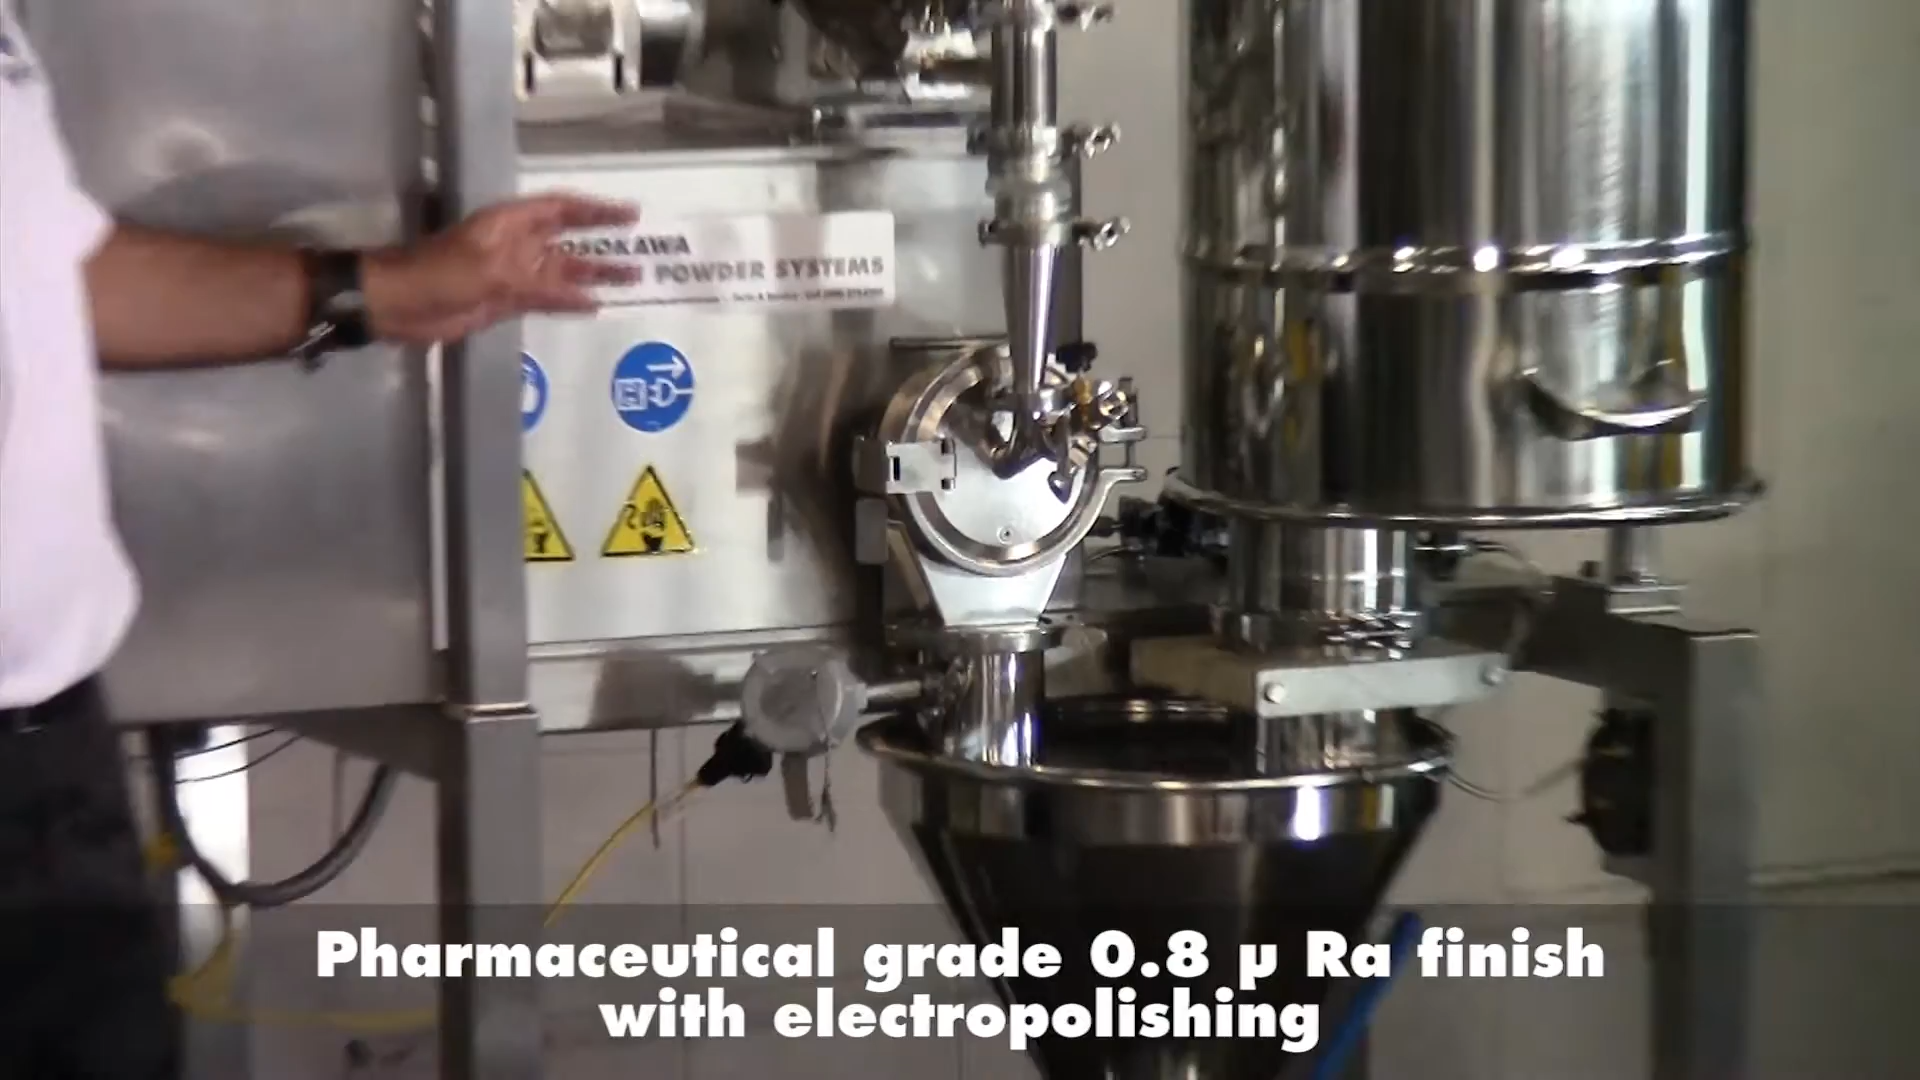 OSOKAWA
POWDER SYSTEMS
Pharmaceutical grade 0.8 µ Ra finish
with electropolishing